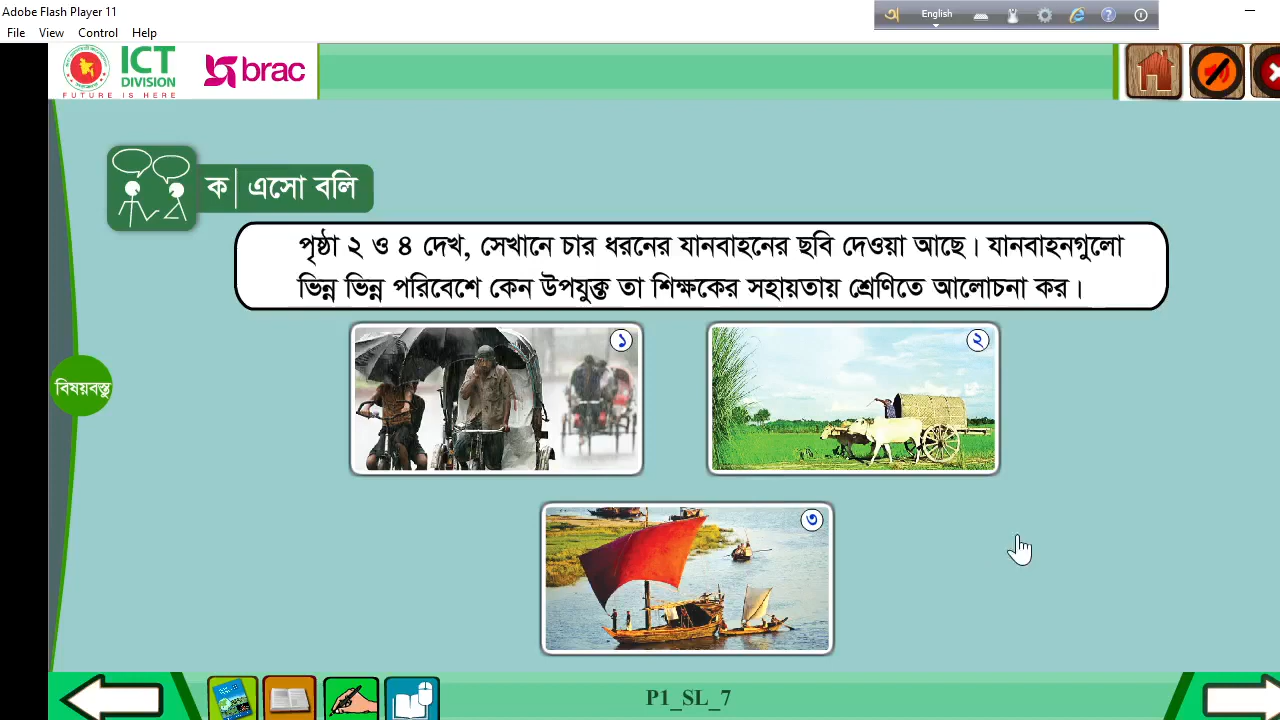 Adobe Flash Player 11
অ English
File View Control Help
ICT
DIVISION
FUTURE IS HERE
brac
ক এসো বলি
পৃষ্ঠা ২ ও ৪ দেখ, সেখানে চার ধরনের যানবাহনের ছবি দেওয়া আছে। যানবাহনগুলো
ভিন্ন ভিন্ন পরিবেশে কেন উপযুক্ত তা শিক্ষকের সহায়তায় শ্রেণিতে আলোচনা কর।
১
২
বিষয়বস্তু
৩
P1_SL_7